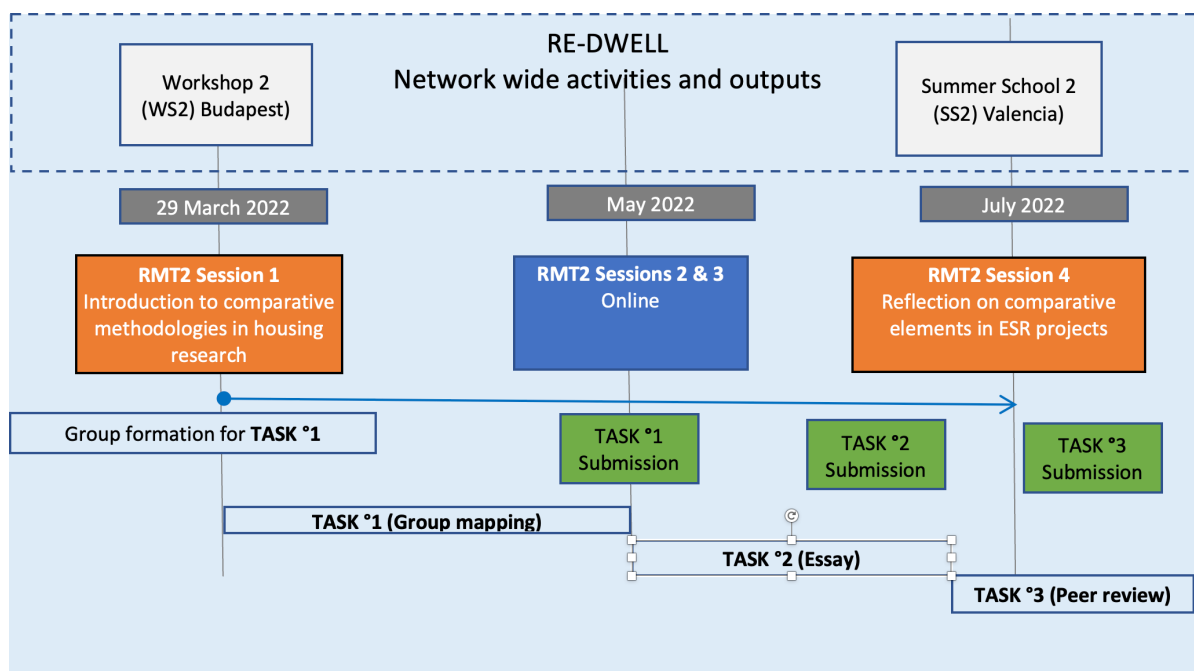 RE-DWELL
Network wide activities and outputs
Workshop 2
(WS2) Budapest)
Summer School 2
(SS2) Valencia)
29 March 2022
May 2022
July 2022
RMT2 Session 1
Introduction to comparative
methodologies in housing
research
RMT2 Sessions 2 & 3
Online
RMT2 Session 4
Reflection on comparative
elements in ESR projects
Group formation for TASK °1
TASK °1
Submission
TASK °2
Submission
TASK °3
Submission
TASK °1 (Group mapping)
TASK °2 (Essay)
TASK °3 (Peer review)